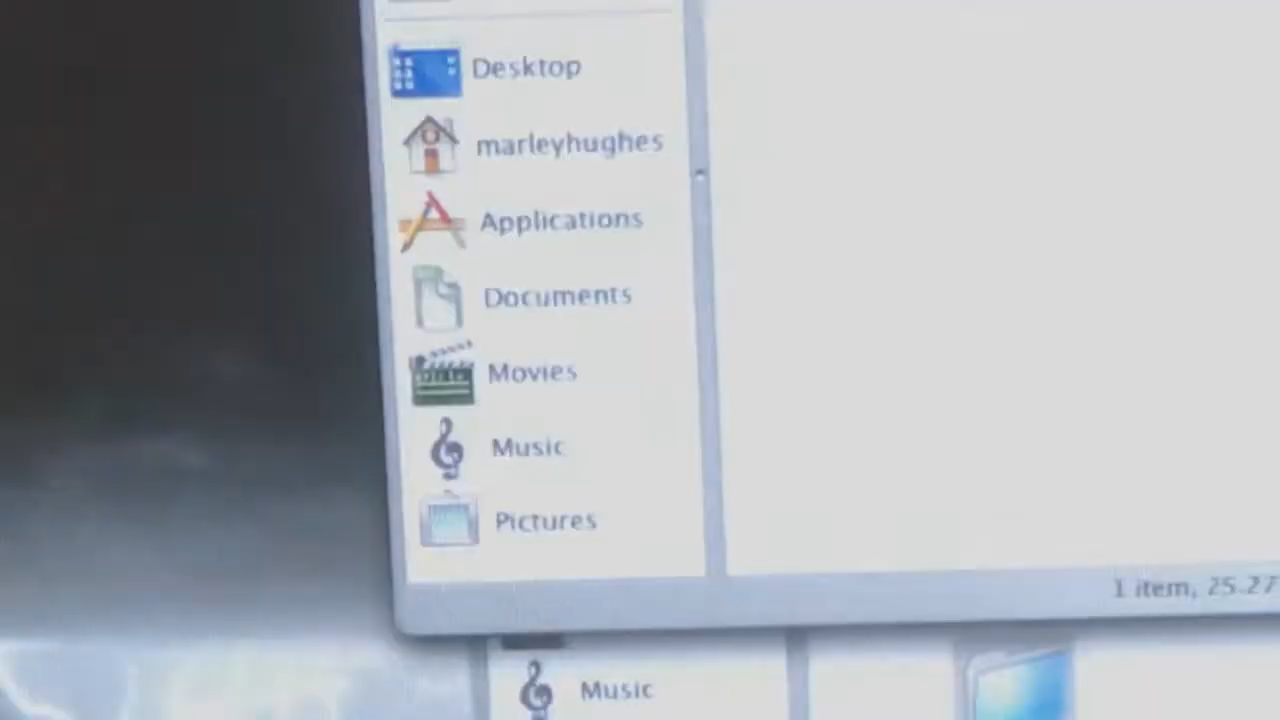 Desktop
marleyhughes
Applications
Documents
Movies
Music
Pictures
1 item, 25.27
Music